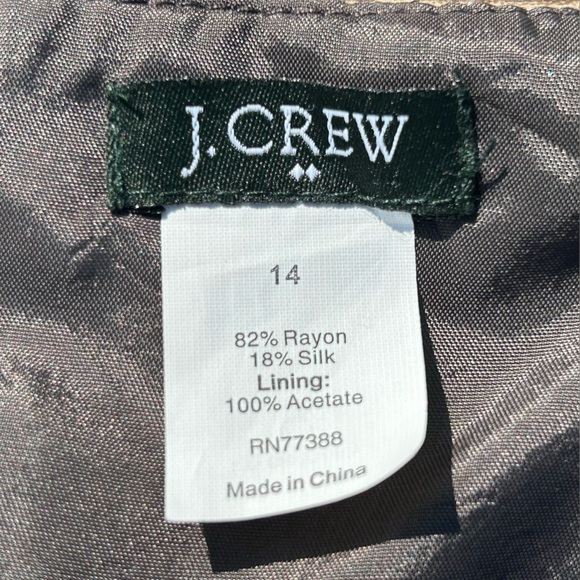 J.CREW
14
82% Rayon
18% Silk
Lining:
100% Acetate
RN77388
Made in China